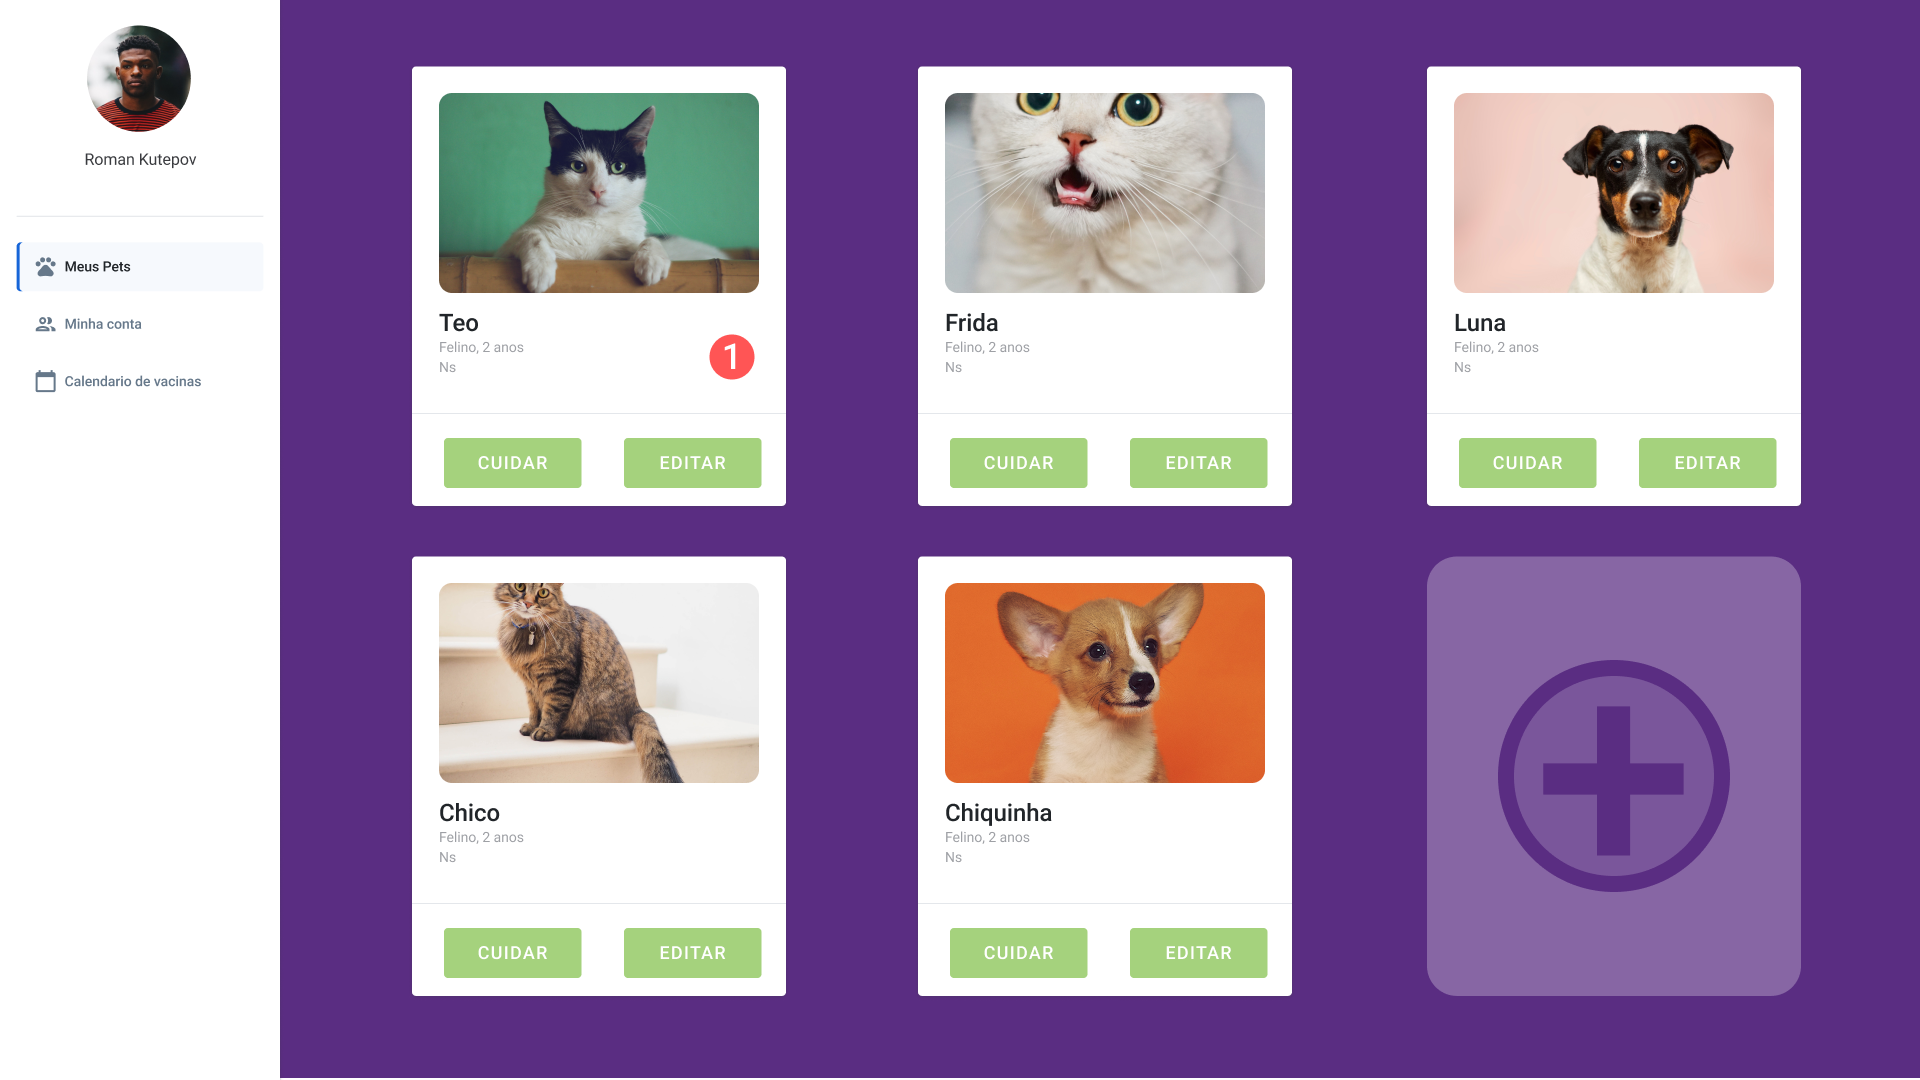 Roman Kutepov
Meus Pets
Minha conta
Calendario de vacinas
Teo
Felino, 2 anos
Ns
1
CUIDAR
EDITAR
Frida
Felino, 2 anos
Ns
CUIDAR
EDITAR
Luna
Felino, 2 anos
Ns
CUIDAR
EDITAR
Chico
Felino, 2 anos
Ns
CUIDAR
EDITAR
Chiquinha
Felino, 2 anos
Ns
CUIDAR
EDITAR